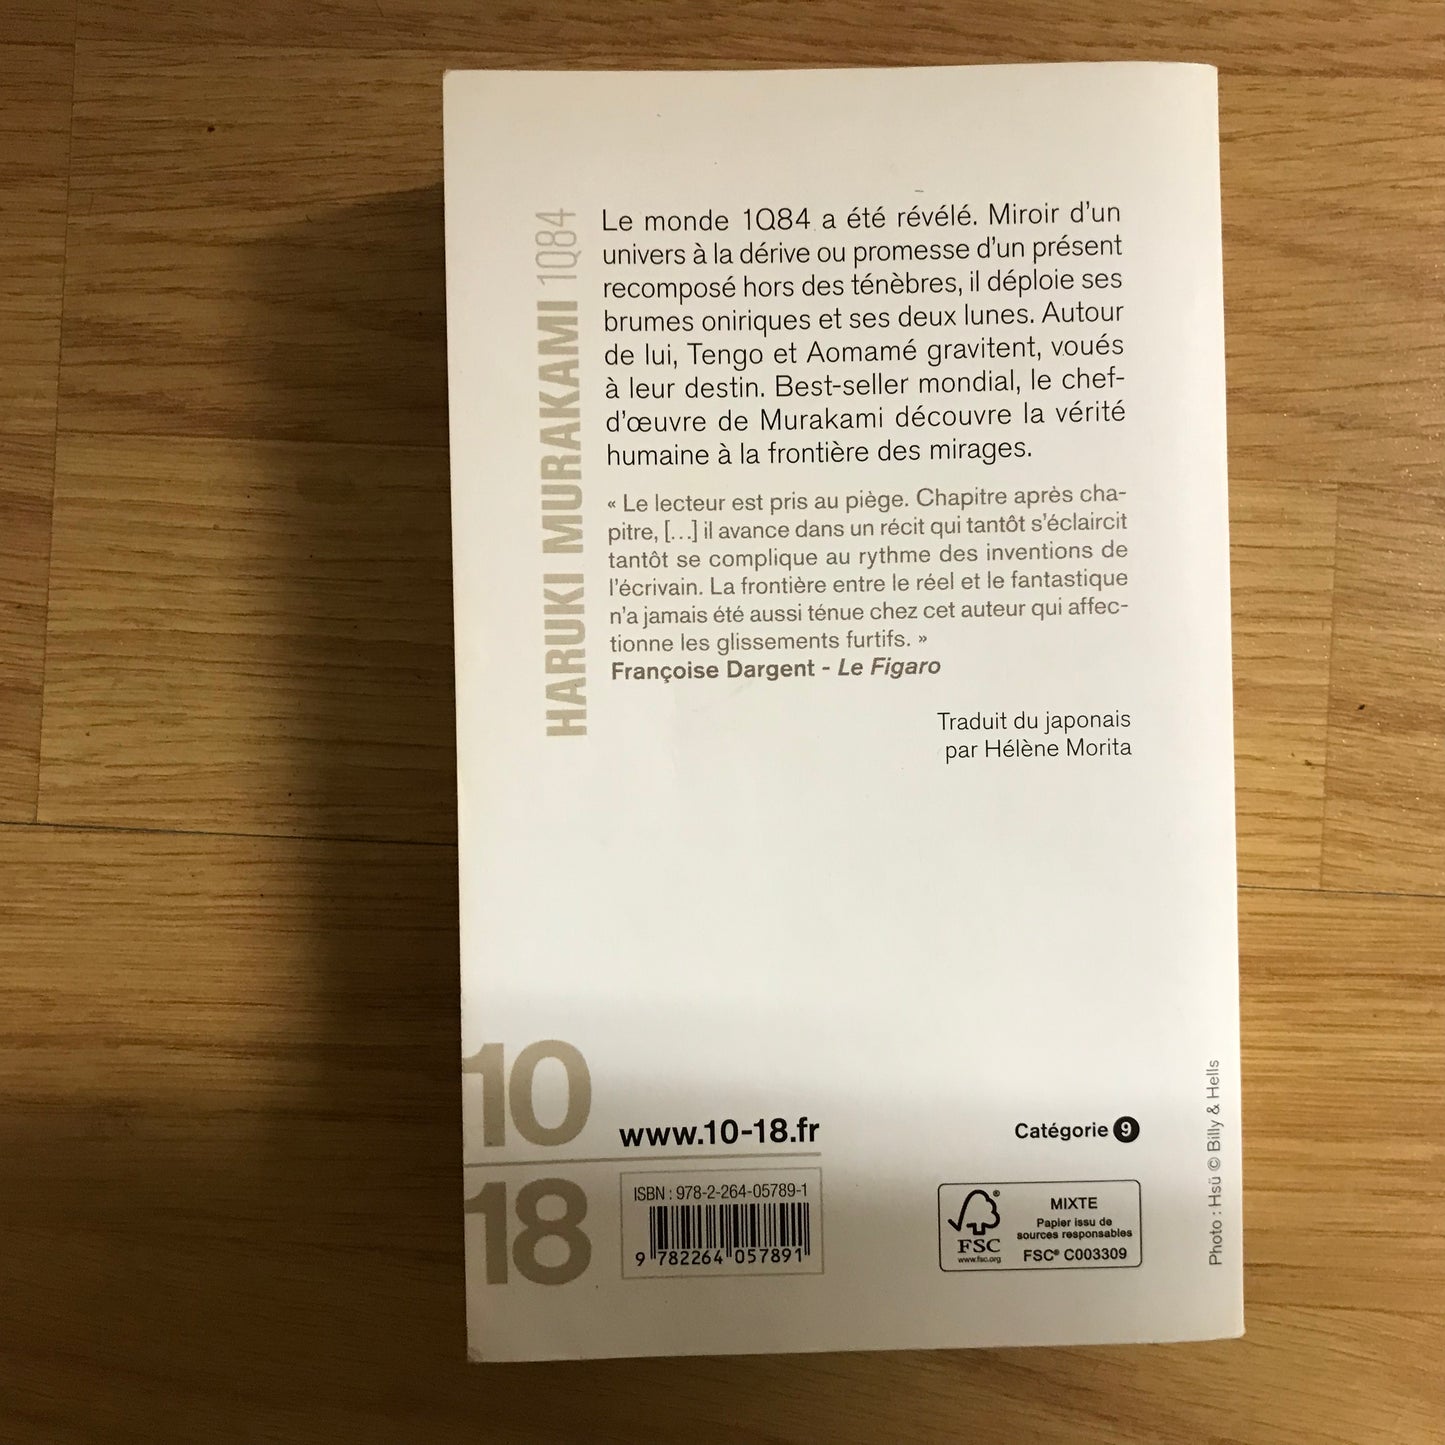 HARUKI MURAKAMI 1Q84
Le monde 1Q84 a été révélé. Miroir d'un
univers à la dérive ou promesse d'un présent
recomposé hors des ténèbres, il déploie ses
brumes oniriques et ses deux lunes. Autour
de lui, Tengo et Aomamé gravitent, voués
à leur destin. Best-seller mondial, le chef-
d'œuvre de Murakami découvre la vérité
humaine à la frontière des mirages.
« Le lecteur est pris au piège. Chapitre après cha-
pitre, [...] il avance dans un récit qui tantôt s'éclaircit
tantôt se complique au rythme des inventions de
l'écrivain. La frontière entre le réel et le fantastique
n'a jamais été aussi ténue chez cet auteur qui affec-
tionne les glissements furtifs. »
Françoise Dargent - Le Figaro
Traduit du japonais
par Hélène Morita
10
18
www.10-18.fr
Catégorie 9
ISBN : 978-2-264-05789-1
9 782264 057891
FSC®
www.fsc.org
MIXTE
Papier issu de
sources responsables
FSC® C003309
Photo : Hsü © Billy & Hells